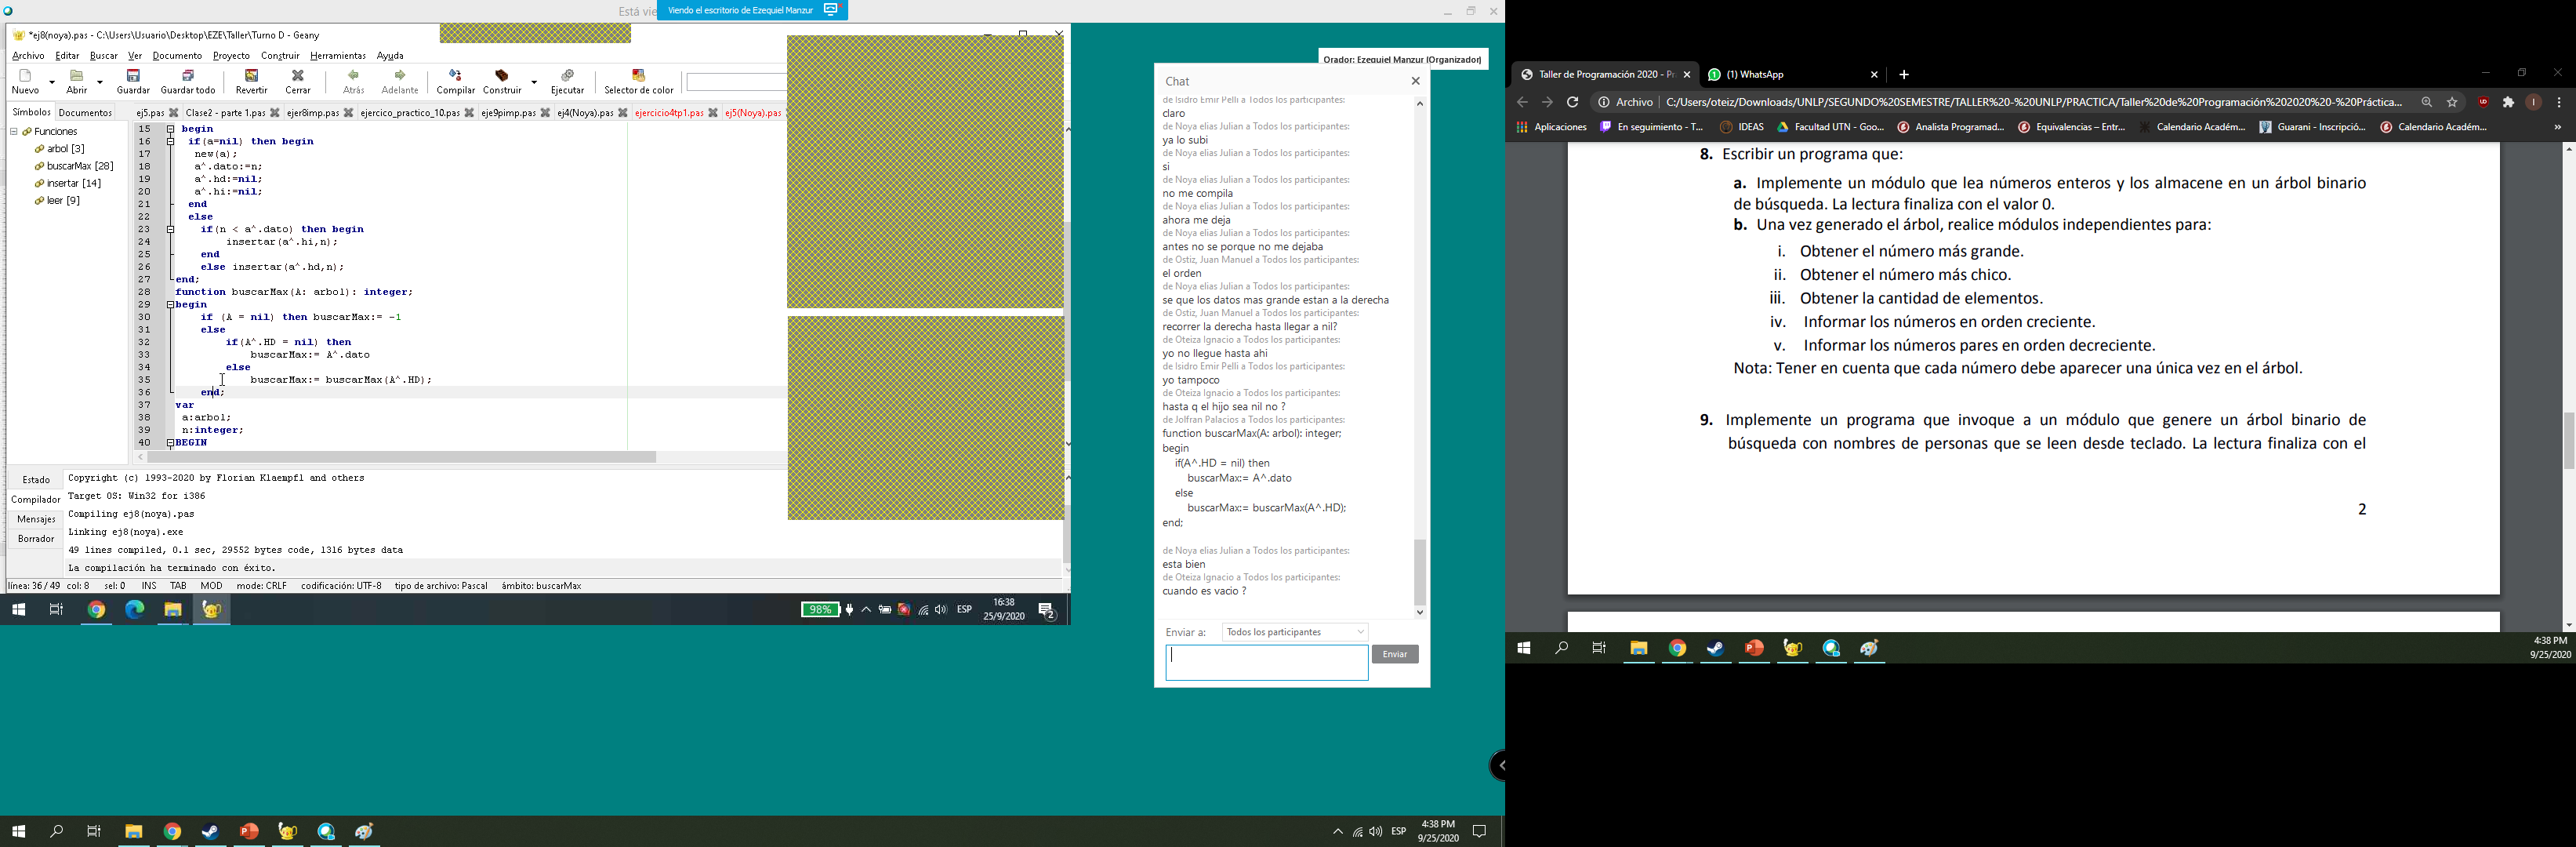 Está vie
Viendo el escritorio de Ezequiel Manzur
*ej8(noya).pas - C:\Users\Usuario\Desktop\EZE\Taller\Turno D - Geany
Archivo Editar Buscar Ver Documento Proyecto Construir Herramientas Ayuda
Nuevo Abrir Guardar Guardar todo Revertir Cerrar Atrás Adelante Compilar Construir Ejecutar Selector de color
Símbolos Documentos
ej5.pas Clase2 - parte 1.pas ejer8imp.pas ejercico_practico_10.pas eje9pimp.pas ej4(Noya).pas ejercicio4tp1.pas ej5(Noya).pas
Funciones
arbol [3]
buscarMax [28]
insertar [14]
leer [9]
15 begin
16 if(a=nil) then begin
17 new(a);
18 a^.dato:=n;
19 a^.hd:=nil;
20 a^.hi:=nil;
21 end
22 else
23 if(n < a^.dato) then begin
24 insertar(a^.hi,n);
25 end
26 else insertar(a^.hd,n);
27 end;
28 function buscarMax(A: arbol): integer;
29 begin
30 if (A = nil) then buscarMax:= -1
31 else
32 if(A^.HD = nil) then
33 buscarMax:= A^.dato
34 else
35 buscarMax:= buscarMax(A^.HD);
36 end;
37 var
38 a:arbol;
39 n:integer;
40 BEGIN
Estado
Compilador
Mensajes
Borrador
Copyright (c) 1993-2020 by Florian Klaempfl and others
Target OS: Win32 for i386
Compiling ej8(noya).pas
Linking ej8(noya).exe
49 lines compiled, 0.1 sec, 29552 bytes code, 1316 bytes data
La compilación ha terminado con éxito.
línea: 36 / 49 col: 8 sel: 0 INS TAB MOD mode: CRLF codificación: UTF-8 tipo de archivo: Pascal ámbito: buscarMax
98% ESP 16:38
25/9/2020
2
Orador: Ezequiel Manzur (Organizador)
Chat
de Isidro Emir Pelli a Todos los participantes:
claro
de Noya elias Julian a Todos los participantes:
ya lo subi
de Noya elias Julian a Todos los participantes:
si
de Noya elias Julian a Todos los participantes:
no me compila
de Noya elias Julian a Todos los participantes:
ahora me deja
de Noya elias Julian a Todos los participantes:
antes no se porque no me dejaba
de Ostiz, Juan Manuel a Todos los participantes:
el orden
de Noya elias Julian a Todos los participantes:
se que los datos mas grande estan a la derecha
de Ostiz, Juan Manuel a Todos los participantes:
recorrer la derecha hasta llegar a nil?
de Oteiza Ignacio a Todos los participantes:
yo no llegue hasta ahi
de Isidro Emir Pelli a Todos los participantes:
yo tampoco
de Oteiza Ignacio a Todos los participantes:
hasta q el hijo sea nil no ?
de Jolfran Palacios a Todos los participantes:
function buscarMax(A: arbol): integer;
begin
if(A^.HD = nil) then
buscarMax:= A^.dato
else
buscarMax:= buscarMax(A^.HD);
end;
de Noya elias Julian a Todos los participantes:
esta bien
de Oteiza Ignacio a Todos los participantes:
cuando es vacio ?
Enviar a: Todos los participantes
Enviar
ESP 4:38 PM
9/25/2020
Taller de Programación 2020 - Pr (1) WhatsApp
Archivo C:/Users/oteiz/Downloads/UNLP/SEGUNDO%20SEMESTRE/TALLER%20-%20UNLP/PRACTICA/Taller%20de%20Programación%202020%20-%20Práctica...
Aplicaciones En seguimiento - T... IDEAS Facultad UTN - Goo... Analista Programad... Equivalencias – Entr... Calendario Académ... Guarani - Inscripció... Calendario Académ... »
8. Escribir un programa que:
a. Implemente un módulo que lea números enteros y los almacene en un árbol binario
de búsqueda. La lectura finaliza con el valor 0.
b. Una vez generado el árbol, realice módulos independientes para:
i. Obtener el número más grande.
ii. Obtener el número más chico.
iii. Obtener la cantidad de elementos.
iv. Informar los números en orden creciente.
v. Informar los números pares en orden decreciente.
Nota: Tener en cuenta que cada número debe aparecer una única vez en el árbol.
9. Implemente un programa que invoque a un módulo que genere un árbol binario de
búsqueda con nombres de personas que se leen desde teclado. La lectura finaliza con el
2
4:38 PM
9/25/2020